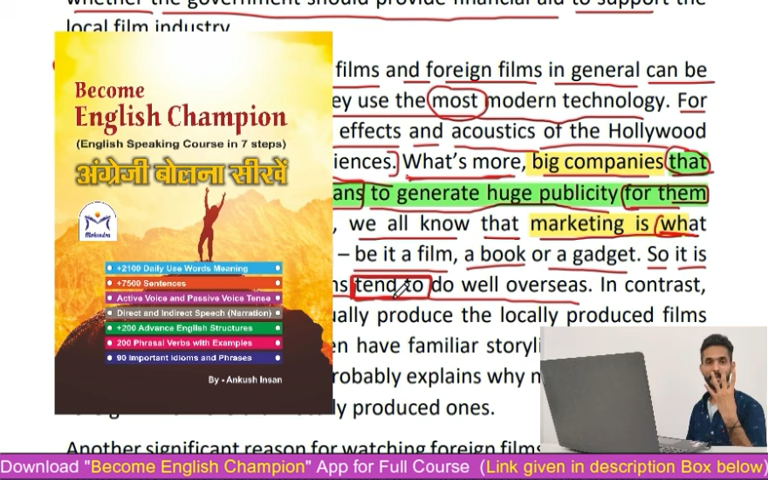 whether the government should provide financial aid to support the
local film industry.
films and foreign films in general can be
ey use the most modern technology. For
effects and acoustics of the Hollywood
iences. What's more, big companies that
ans to generate huge publicity for them
, we all know that marketing is what
– be it a film, a book or a gadget. So it is
ns tend to do well overseas. In contrast,
ually produce the locally produced films
en have familiar storyli
robably explains why m
ly produced ones.
Another significant reason for watching foreign films
Become
English Champion
(English Speaking Course in 7 steps)
अंग्रेजी बोलना सीखें
Mahendra
+2100 Daily Use Words Meaning
+7500 Sentences
Active Voice and Passive Voice Tense
Direct and Indirect Speech (Narration)
+200 Advance English Structures
200 Phrasal Verbs with Examples
90 Important Idioms and Phrases
By - Ankush Insan
Download "Become English Champion" App for Full Course (Link given in description Box below)